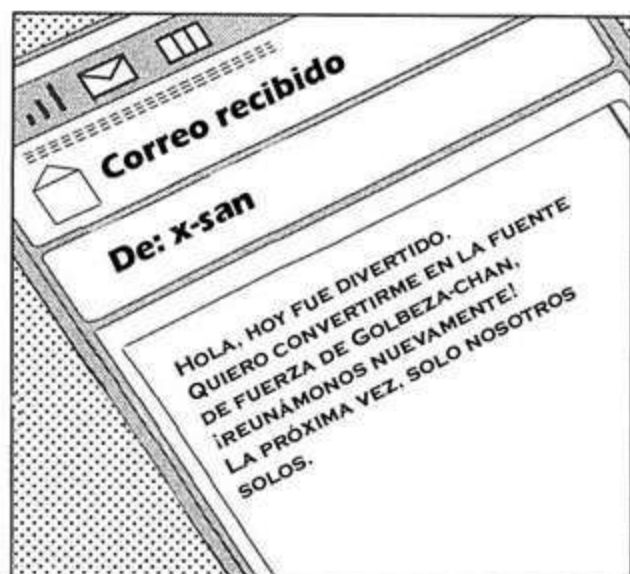 Correo recibido
De: x-san
HOLA, HOY FUE DIVERTIDO.
QUIERO CONVERTIRME EN LA FUENTE
DE FUERZA DE GOLBEZA-CHAN,
¡REUNÁMONOS NUEVAMENTE!
LA PRÓXIMA VEZ, SOLO NOSOTROS
SOLOS.